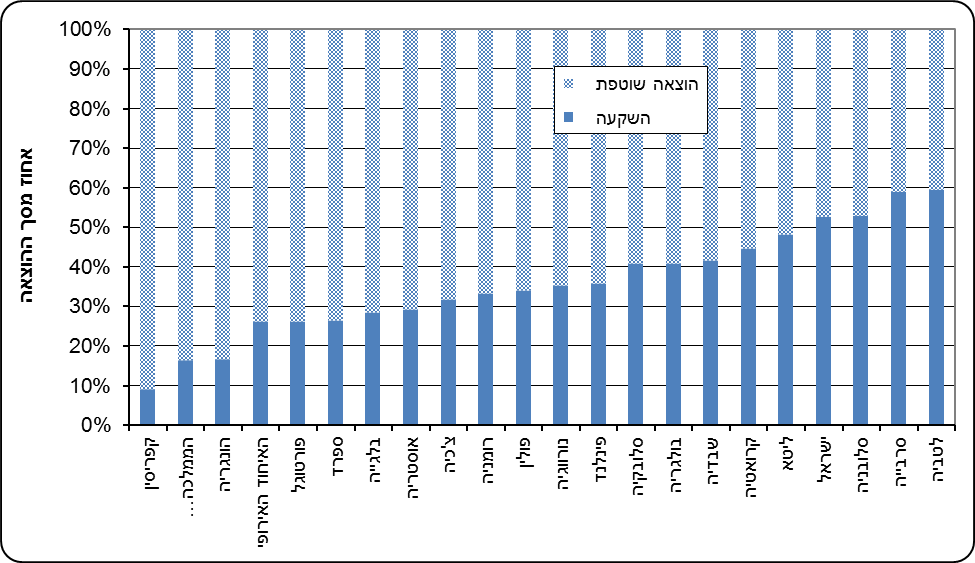 100%
90%
80%
70%
60%
50%
40%
30%
20%
10%
0%
אחוז מסך ההוצאה
הוצאה שוטפת
השקעה
קפריסין
הממלכה...
הונגריה
האיחוד האירופי
פורטוגל
ספרד
בלגייה
אוסטריה
צ'כיה
רומניה
פולין
נורווגיה
פינלנד
סלובקיה
בולגריה
שבדיה
קרואטיה
ליטא
ישראל
סלובניה
סרבייה
לטביה